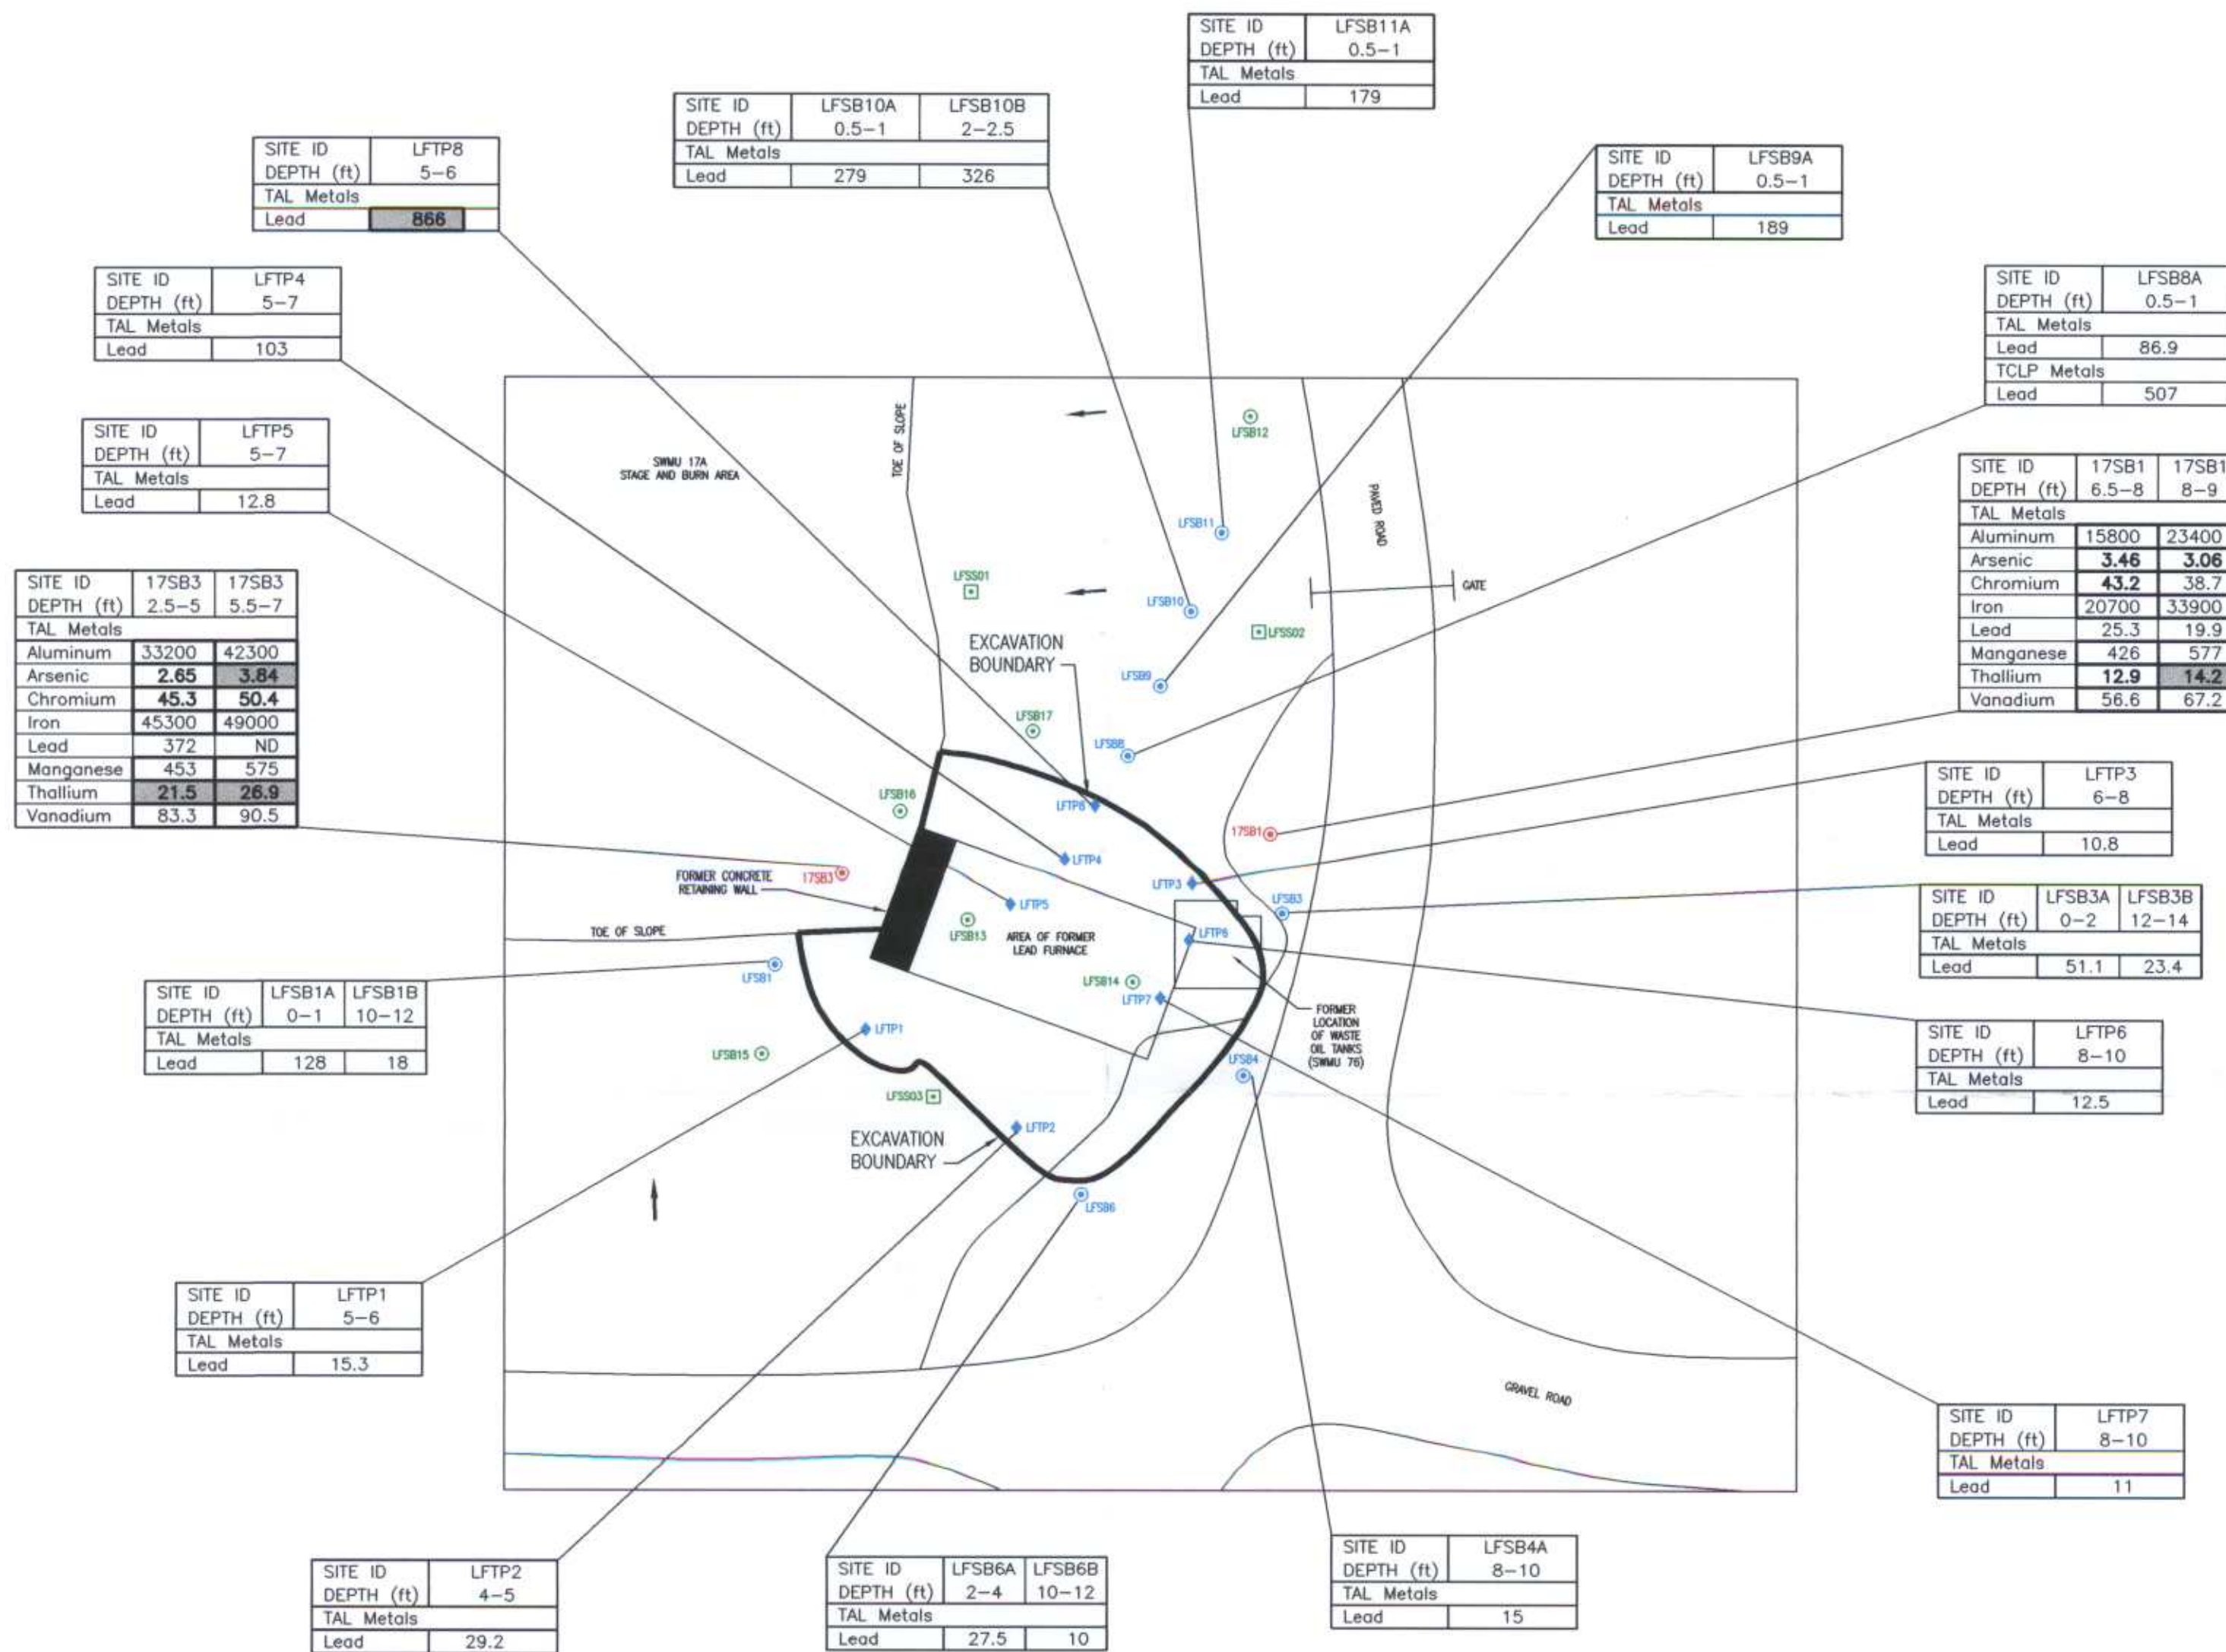 SITE ID LFSB11A
DEPTH (ft) 0.5-1
TAL Metals
Lead 179
SITE ID LFSB10A LFSB10B
DEPTH (ft) 0.5-1 2-2.5
TAL Metals
Lead 279 326
SITE ID LFTP8
DEPTH (ft) 5-6
TAL Metals
Lead 866
SITE ID LFSB9A
DEPTH (ft) 0.5-1
TAL Metals
Lead 189
SITE ID LFTP4
DEPTH (ft) 5-7
TAL Metals
Lead 103
SITE ID LFSB8A
DEPTH (ft) 0.5-1
TAL Metals
Lead 86.9
TCLP Metals
Lead 507
SITE ID LFTP5
DEPTH (ft) 5-7
TAL Metals
Lead 12.8
SITE ID 17SB1 17SB1
DEPTH (ft) 6.5-8 8-9
TAL Metals
Aluminum 15800 23400
Arsenic 3.46 3.06
Chromium 43.2 38.7
Iron 20700 33900
Lead 25.3 19.9
Manganese 426 577
Thallium 12.9 14.2
Vanadium 56.6 67.2
SITE ID 17SB3 17SB3
DEPTH (ft) 2.5-5 5.5-7
TAL Metals
Aluminum 33200 42300
Arsenic 2.65 3.84
Chromium 45.3 50.4
Iron 45300 49000
Lead 372 ND
Manganese 453 575
Thallium 21.5 26.9
Vanadium 83.3 90.5
SWMU 17A
STAGE AND BURN AREA
TOE OF SLOPE
LFSB12
PAVED ROAD
LFSB11
GATE
LFSS01
LFSB10
LFSS02
EXCAVATION
BOUNDARY
LFSB9
LFSB17
LFSB8
LFTP8
LFSB16
17SB1
LFTP4
FORMER CONCRETE
RETAINING WALL
17SB3
LFTP3
LFTP5
LFSB3
TOE OF SLOPE
LFSB13
AREA OF FORMER
LEAD FURNACE
LFTP6
LFSB1
LFSB14
LFTP7
FORMER
LOCATION
OF WASTE
OIL TANKS
(SWMU 76)
LFTP1
LFSB15
LFSB4
LFSS03
LFTP2
EXCAVATION
BOUNDARY
LFSB6
GRAVEL ROAD
SITE ID LFTP3
DEPTH (ft) 6-8
TAL Metals
Lead 10.8
SITE ID LFSB3A LFSB3B
DEPTH (ft) 0-2 12-14
TAL Metals
Lead 51.1 23.4
SITE ID LFSB1A LFSB1B
DEPTH (ft) 0-1 10-12
TAL Metals
Lead 128 18
SITE ID LFTP6
DEPTH (ft) 8-10
TAL Metals
Lead 12.5
SITE ID LFTP1
DEPTH (ft) 5-6
TAL Metals
Lead 15.3
SITE ID LFTP7
DEPTH (ft) 8-10
TAL Metals
Lead 11
SITE ID LFTP2
DEPTH (ft) 4-5
TAL Metals
Lead 29.2
SITE ID LFSB6A LFSB6B
DEPTH (ft) 2-4 10-12
TAL Metals
Lead 27.5 10
SITE ID LFSB4A
DEPTH (ft) 8-10
TAL Metals
Lead 15